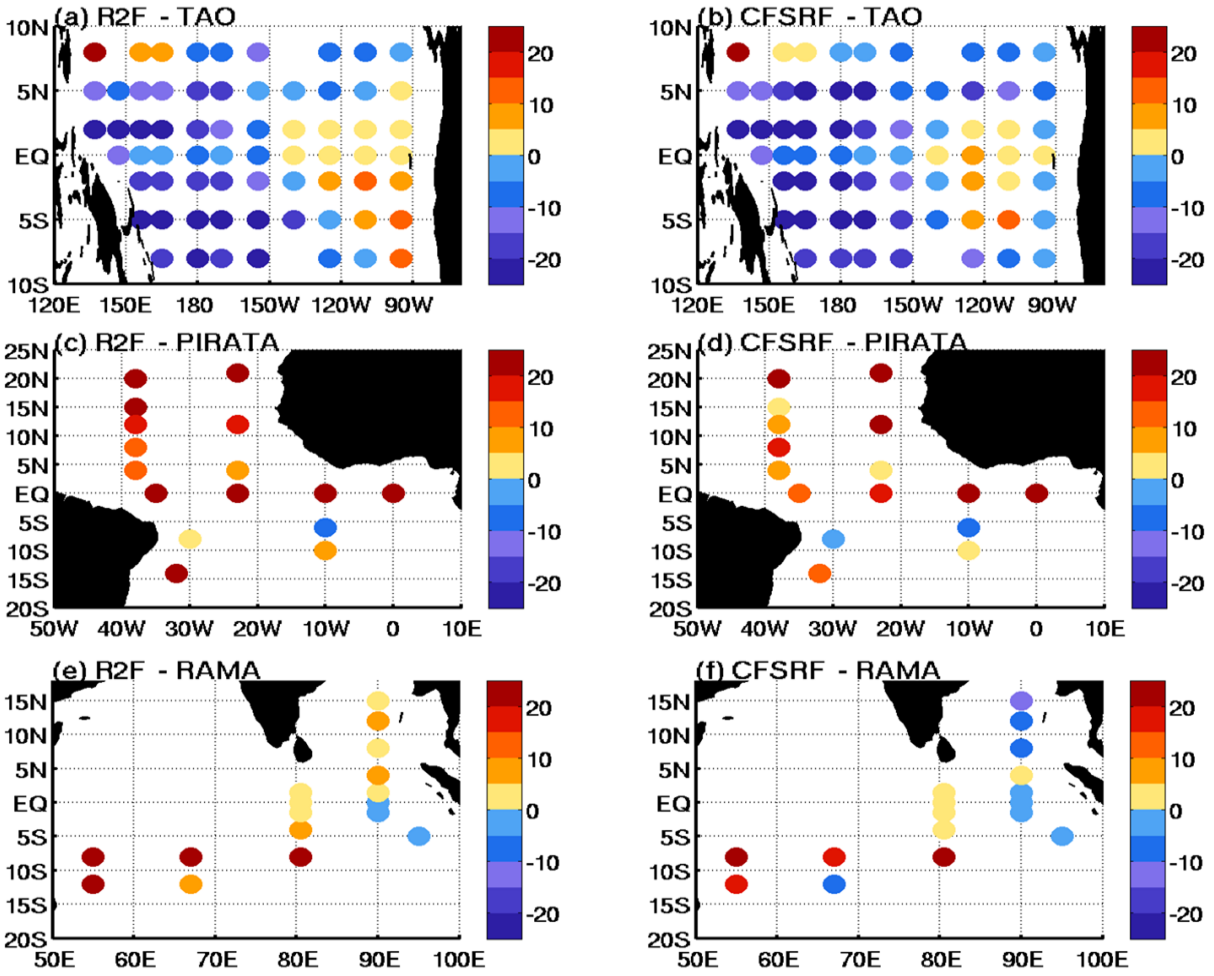 (a) R2F - TAO
10N
5N
EQ
5S
10S
120E 150E 180 150W 120W 90W
20
10
0
-10
-20
(b) CFSRF - TAO
10N
5N
EQ
5S
10S
120E 150E 180 150W 120W 90W
20
10
0
-10
-20
(c) R2F - PIRATA
25N
20N
15N
10N
5N
EQ
5S
10S
15S
20S
50W 40W 30W 20W 10W 0 10E
20
10
0
-10
-20
(d) CFSRF - PIRATA
25N
20N
15N
10N
5N
EQ
5S
10S
15S
20S
50W 40W 30W 20W 10W 0 10E
20
10
0
-10
-20
(e) R2F - RAMA
15N
10N
5N
EQ
5S
10S
15S
20S
50E 60E 70E 80E 90E 100E
20
10
0
-10
-20
(f) CFSRF - RAMA
15N
10N
5N
EQ
5S
10S
15S
20S
50E 60E 70E 80E 90E 100E
20
10
0
-10
-20